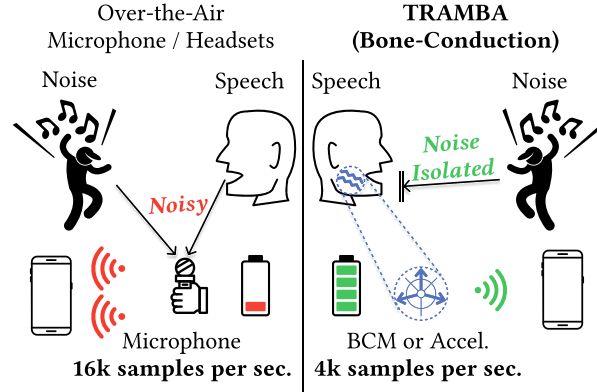 Over-the-Air
Microphone / Headsets
Noise
Speech
Noisy
Microphone
16k samples per sec.
TRAMBA
(Bone-Conduction)
Speech
Noise
Noise
Isolated
BCM or Accel.
4k samples per sec.